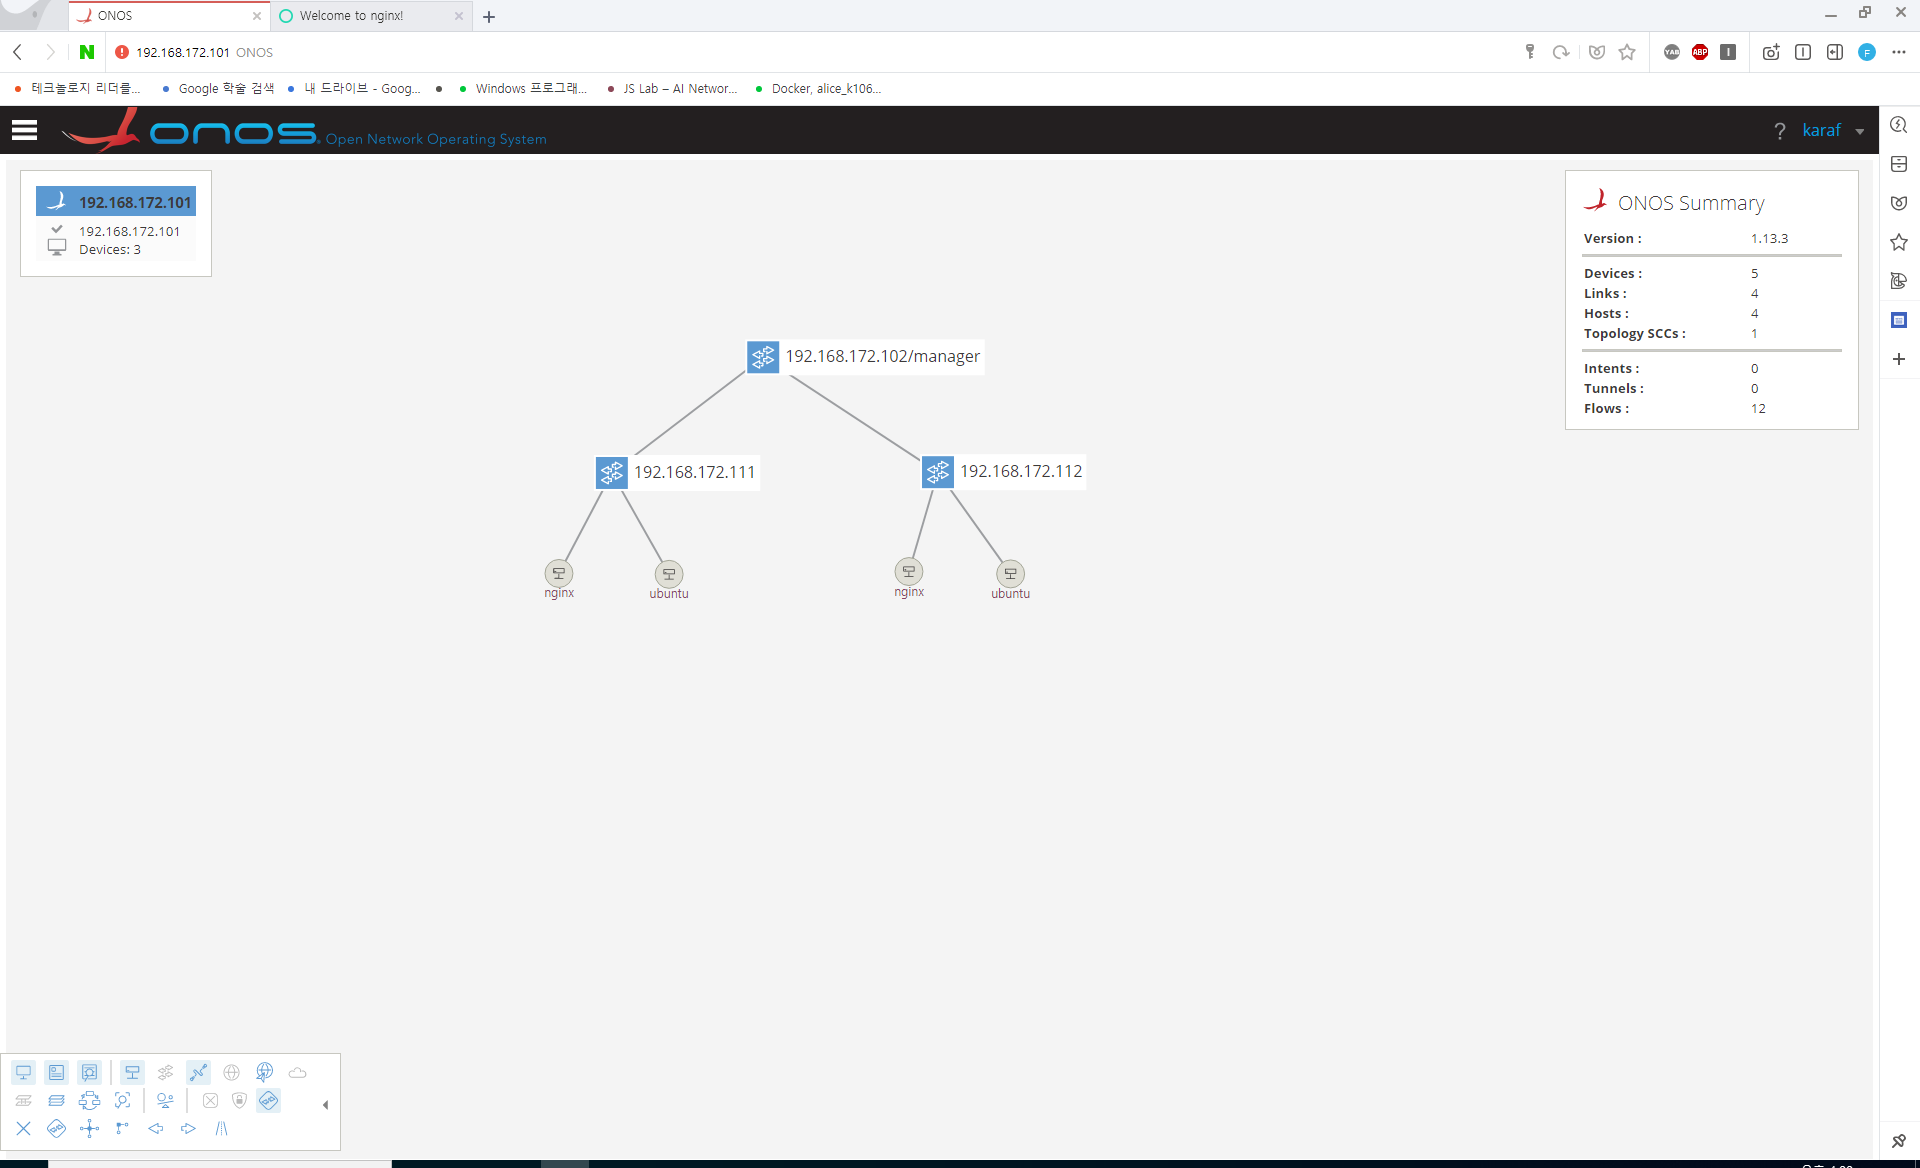 ONOS
Welcome to nginx!
N
192.168.172.101 ONOS
YAB
ABP
F
테크놀로지 리더를...
Google 학술 검색
내 드라이브 - Goog...
Windows 프로그래...
JS Lab – AI Networ...
Docker, alice_k106...
onos Open Network Operating System
? karaf
192.168.172.101
192.168.172.101
Devices: 3
ONOS Summary
Version : 1.13.3
Devices : 5
Links : 4
Hosts : 4
Topology SCCs : 1
Intents : 0
Tunnels : 0
Flows : 12
192.168.172.102/manager
192.168.172.111
192.168.172.112
nginx
ubuntu
nginx
ubuntu